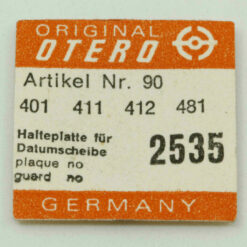 ORIGINAL
OTERO
Artikel Nr. 90
401 411 412 481
Halteplatte für
Datumscheibe
plaque no
guard no
2535
GERMANY